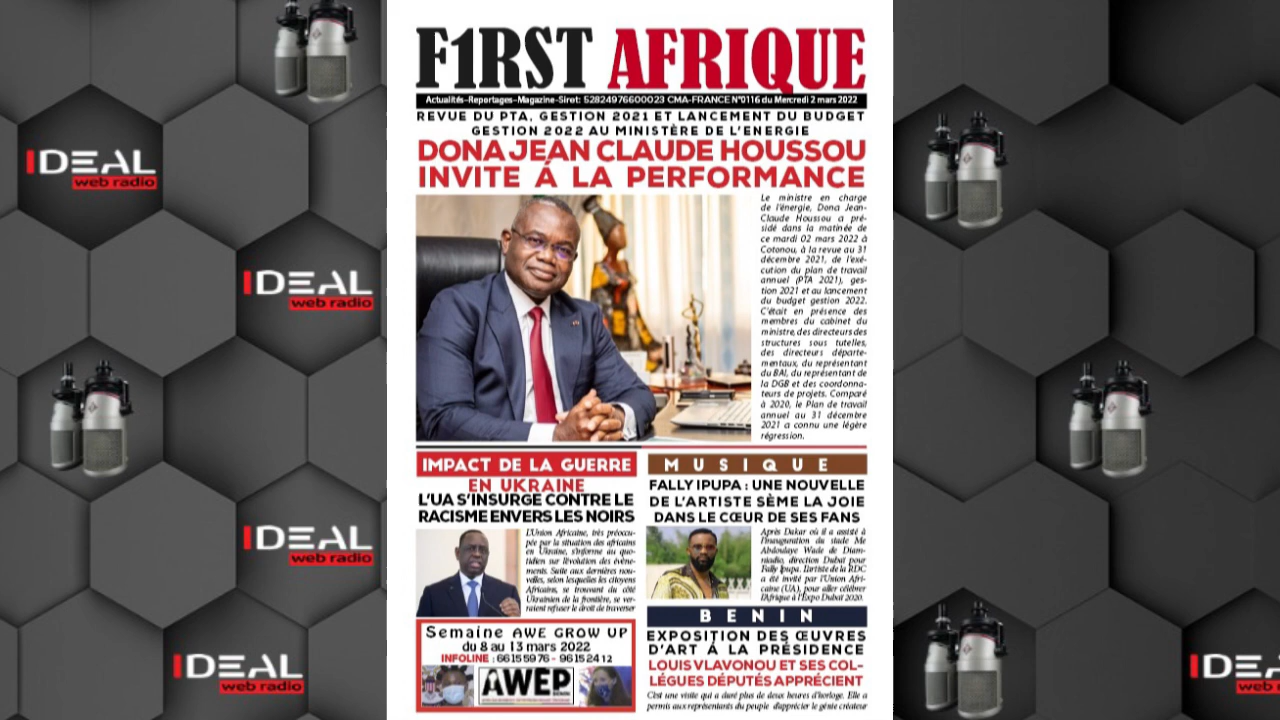 F1RST AFRIQUE
Actualités-Reportages-Magazine-Siret: 52824976600023 CMA-FRANCE N°0116 du Mercredi 2 mars 2022
REVUE DU PTA, GESTION 2021 ET LANCEMENT DU BUDGET
GESTION 2022 AU MINISTÈRE DE L'ENERGIE
DONA JEAN CLAUDE HOUSSOU
INVITE Á LA PERFORMANCE
Le ministre en charge
de l'énergie, Dona Jean-
Claude Houssou a pré-
sidé dans la matinée de
ce mardi 02 mars 2022 à
Cotonou, à la revue au 31
décembre 2021, de l'exé-
cution du plan de travail
annuel (PTA 2021), ges-
tion 2021 et au lancement
du budget gestion 2022.
C'était en présence des
membres du cabinet du
ministre, des directeurs des
structures sous tutelles,
des directeurs départe-
mentaux, du représentant
du BAI, du représentant de
la DGB et des coordonna-
teurs de projets. Comparé
à 2020, le Plan de travail
annuel au 31 décembre
2021 a connu une légère
régression.
IMPACT DE LA GUERRE
EN UKRAINE
L'UA S'INSURGE CONTRE LE
RACISME ENVERS LES NOIRS
L'Union Africaine, très préoccu-
pée par la situation des africains
en Ukraine, s'informe au quo-
tidien sur l'évolution des évène-
ments. Suite aux dernières nou-
velles, selon lesquelles les citoyens
Africains, se trouvant du côté
Ukrainien de la frontière, se ver-
raient refuser le droit de traverser
Semaine AWE GROW UP
du 8 au 13 mars 2022
INFOLINE : 66155976 - 96152412
AWEP
MUSIQUE
FALLY IPUPA : UNE NOUVELLE
DE L'ARTISTE SÈME LA JOIE
DANS LE CŒUR DE SES FANS
Après Dakar où il a assisté à
l'inauguration du stade Me
Abdoulaye Wade de Diam-
niadio, direction Dubaï pour
Fally Ipupa. L'artiste de la RDC
a été invité par l'Union Afri-
caine (UA), pour aller célébrer
l'Afrique à l'Expo Dubaï 2020.
BENIN
EXPOSITION DES ŒUVRES
D'ART Á LA PRÉSIDENCE
LOUIS VLAVONOU ET SES COL-
LÉGUES DÉPUTÉS APPRÉCIENT
C'est une visite qui a duré plus de deux heures d'horloge. Elle a
permis aux représentants du peuple d'apprécier le génie créateur
IDEAL
web radio
IDEAL
web radio
IDEAL
web radio
IDEAL
web radio
IDEA
web